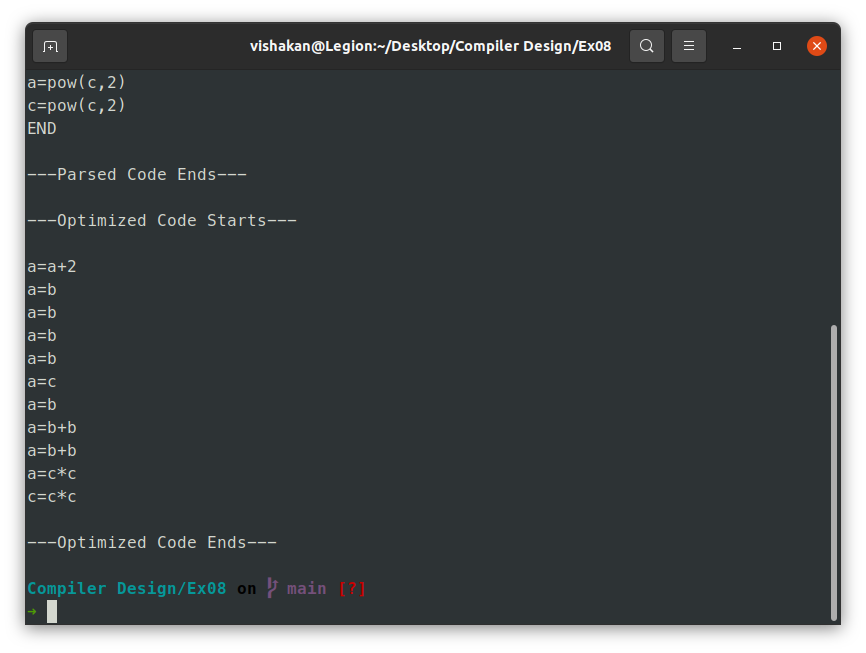 vishakan@Legion:~/Desktop/Compiler Design/Ex08
a=pow(c,2)
c=pow(c,2)
END
---Parsed Code Ends---
---Optimized Code Starts---
a=a+2
a=b
a=b
a=b
a=b
a=c
a=b
a=b+b
a=b+b
a=c*c
c=c*c
---Optimized Code Ends---
Compiler Design/Ex08 on main [?]
➜